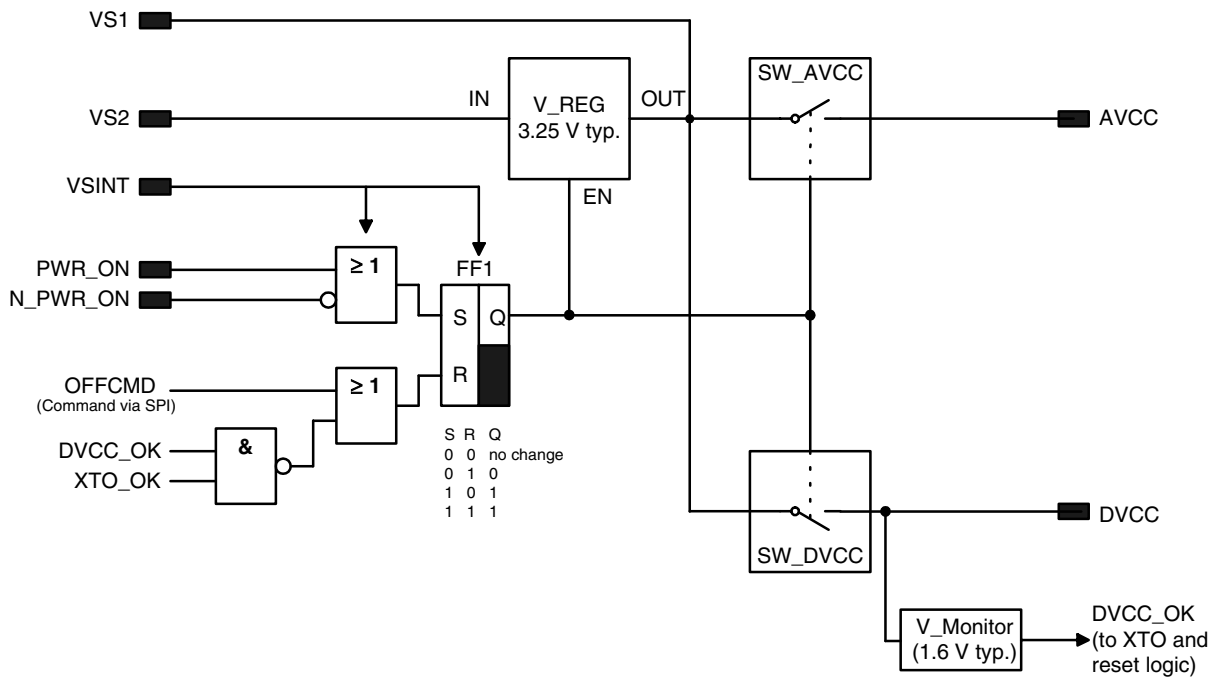 VS1
VS2
VSINT
PWR_ON
N_PWR_ON
OFFCMD
(Command via SPI)
DVCC_OK
XTO_OK
≥ 1
≥ 1
&
IN
V_REG
3.25 V typ.
OUT
EN
FF1
S
Q
R
S R Q
0 0 no change
0 1 0
1 0 1
1 1 1
SW_AVCC
AVCC
SW_DVCC
DVCC
V_Monitor
(1.6 V typ.)
DVCC_OK
(to XTO and
reset logic)